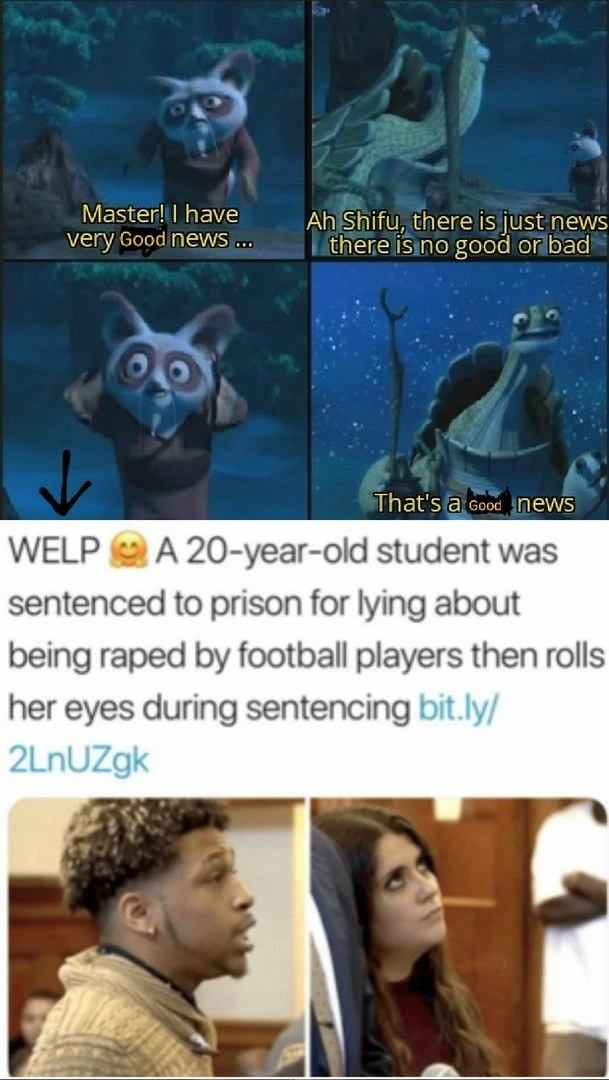 Master! I have
very Good news ...
Ah Shifu, there is just news
there is no good or bad
That's a Good news
WELP 🤗 A 20-year-old student was
sentenced to prison for lying about
being raped by football players then rolls
her eyes during sentencing bit.ly/
2LnUZgk